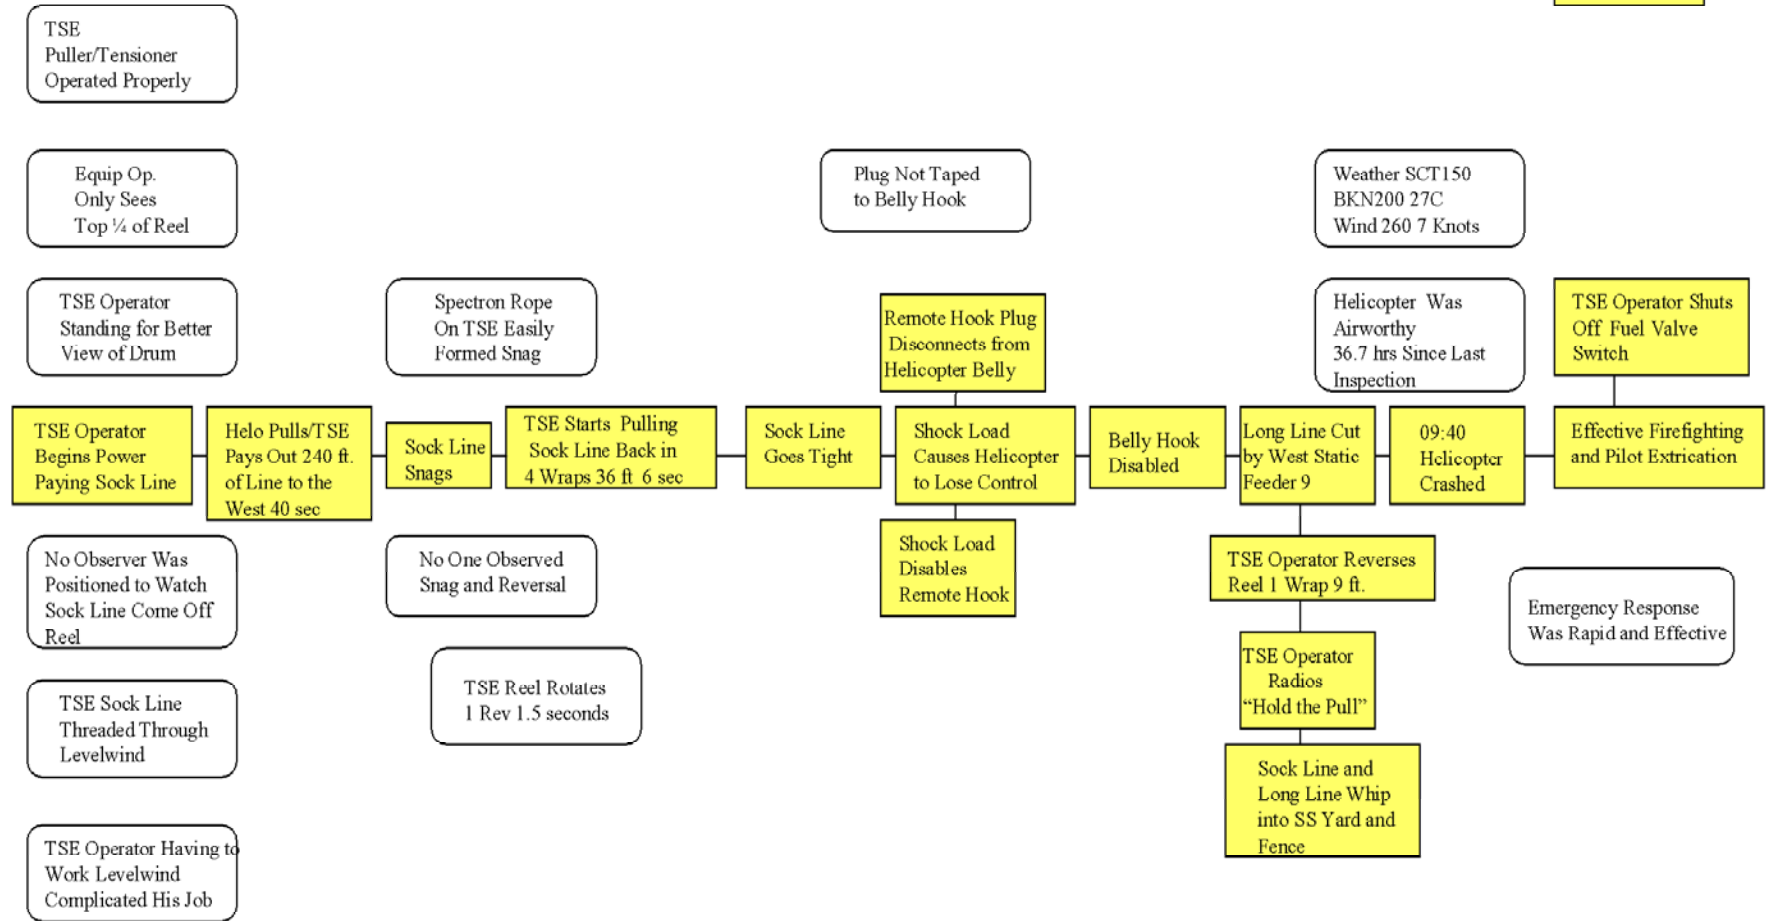 TSE
Puller/Tensioner
Operated Properly
Equip Op.
Only Sees
Top ¼ of Reel
Plug Not Taped
to Belly Hook
Weather SCT150
BKN200 27C
Wind 260 7 Knots
TSE Operator
Standing for Better
View of Drum
Spectron Rope
On TSE Easily
Formed Snag
Remote Hook Plug
Disconnects from
Helicopter Belly
Helicopter Was
Airworthy
36.7 hrs Since Last
Inspection
TSE Operator Shuts
Off Fuel Valve
Switch
TSE Operator
Begins Power
Paying Sock Line
Helo Pulls/TSE
Pays Out 240 ft.
of Line to the
West 40 sec
Sock Line
Snags
TSE Starts Pulling
Sock Line Back in
4 Wraps 36 ft 6 sec
Sock Line
Goes Tight
Shock Load
Causes Helicopter
to Lose Control
Belly Hook
Disabled
Long Line Cut
by West Static
Feeder 9
09:40
Helicopter
Crashed
Effective Firefighting
and Pilot Extrication
No Observer Was
Positioned to Watch
Sock Line Come Off
Reel
No One Observed
Snag and Reversal
Shock Load
Disables
Remote Hook
TSE Operator Reverses
Reel 1 Wrap 9 ft.
Emergency Response
Was Rapid and Effective
TSE Sock Line
Threaded Through
Levelwind
TSE Reel Rotates
1 Rev 1.5 seconds
TSE Operator
Radios
“Hold the Pull”
Sock Line and
Long Line Whip
into SS Yard and
Fence
TSE Operator Having to
Work Levelwind
Complicated His Job